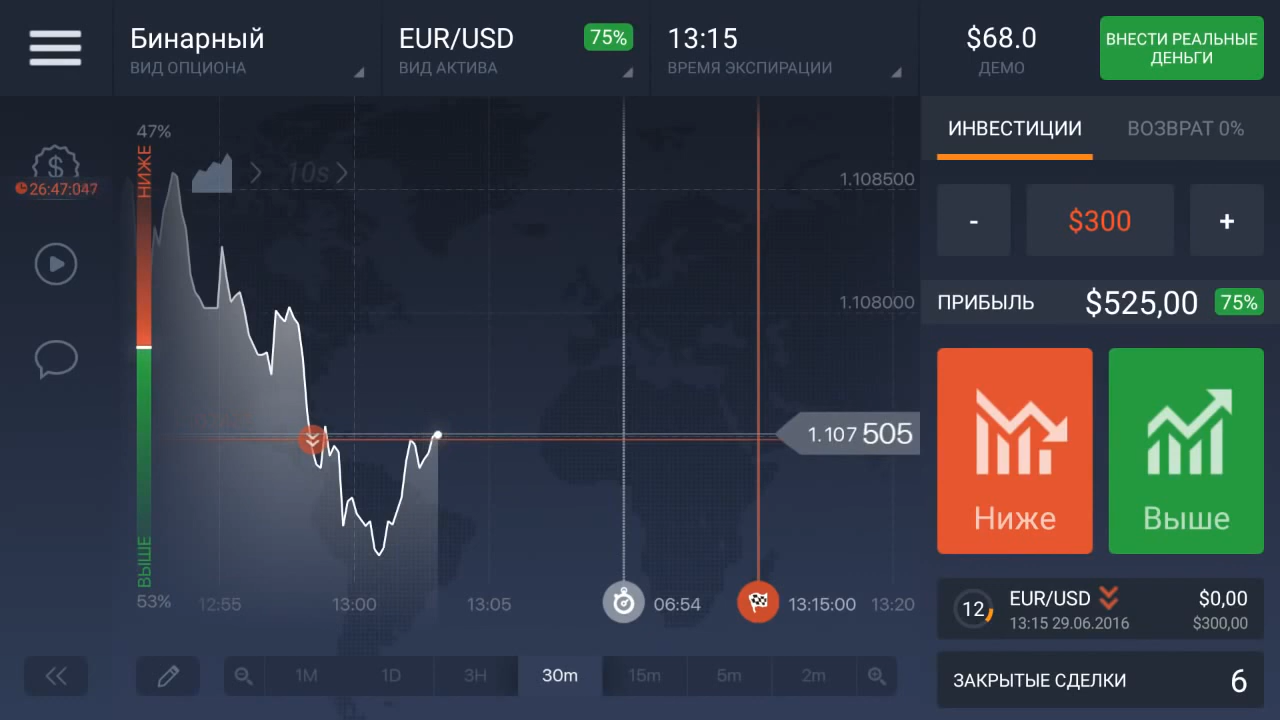 Бинарный
ВИД ОПЦИОНА
EUR/USD
75%
ВИД АКТИВА
13:15
ВРЕМЯ ЭКСПИРАЦИИ
$68.0
ДЕМО
ВНЕСТИ РЕАЛЬНЫЕ
ДЕНЬГИ
$
26:47:047
47%
НИЖЕ
10s
ВЫШЕ
53%
1.108500
1.108000
1.107 505
12:55
13:00
13:05
06:54
13:15:00
13:20
1M
1D
3H
30m
15m
5m
2m
ИНВЕСТИЦИИ
ВОЗВРАТ 0%
-
$300
+
ПРИБЫЛЬ
$525,00
75%
Ниже
Выше
12
EUR/USD
$0,00
13:15 29.06.2016
$300,00
ЗАКРЫТЫЕ СДЕЛКИ
6